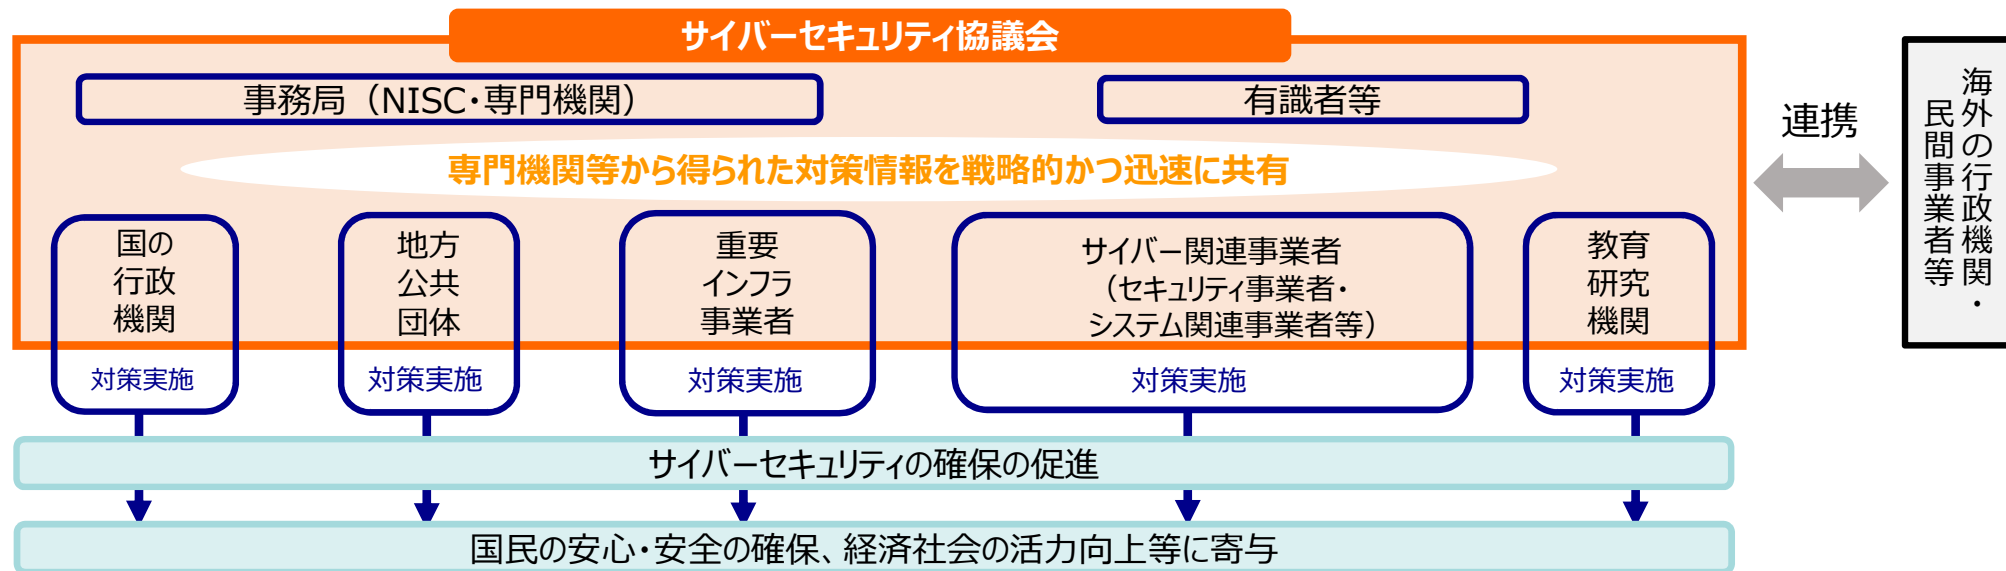 サイバーセキュリティ協議会
事務局（NISC・専門機関）
有識者等
専門機関等から得られた対策情報を戦略的かつ迅速に共有
国の
行政
機関
対策実施
地方
公共
団体
対策実施
重要
インフラ
事業者
対策実施
サイバー関連事業者
（セキュリティ事業者・
システム関連事業者等）
対策実施
教育
研究
機関
対策実施
連携
海外の行政機関・
民間事業者等
サイバーセキュリティの確保の促進
国民の安心・安全の確保、経済社会の活力向上等に寄与